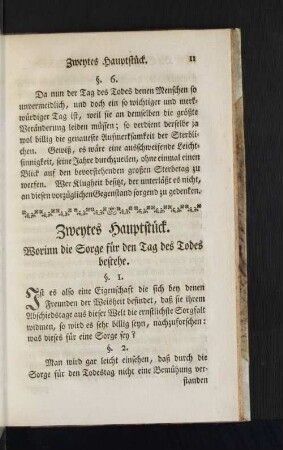 Zweytes Hauptstück. 11
§. 6.
Da nun der Tag des Todes denen Menschen so
unvermeidlich, und doch ein so wichtiger und merk-
würdiger Tag ist, weil sie an demselben die größte
Veränderung leiden müssen; so verdient derselbe ja
wol billig die genaueste Aufmerksamkeit der Sterbli-
chen. Gewiß, es wäre eine ausschweifende Leicht-
sinnigkeit, seine Jahre durchzueilen, ohne einmal einen
Blick auf den bevorstehenden großen Sterbetag zu
werfen. Wer Klugheit besitzt, der unterläßt es nicht,
an diesen vorzüglichen Gegenstand sorgend zu gedenken.
Zweytes Hauptstück.
Worinn die Sorge für den Tag des Todes
bestehe.
§. 1.
Ist es also eine Eigenschaft die sich bey denen
Freunden der Weisheit befindet, daß sie ihrem
Abschiedstage aus dieser Welt die ernstlichste Sorgfalt
widmen, so wird es sehr billig seyn, nachzuforschen:
was dieses für eine Sorge sey?
§. 2.
Man wird gar leicht einsehen, daß durch die
Sorge für den Todestag nicht eine Bemühung ver-
standen